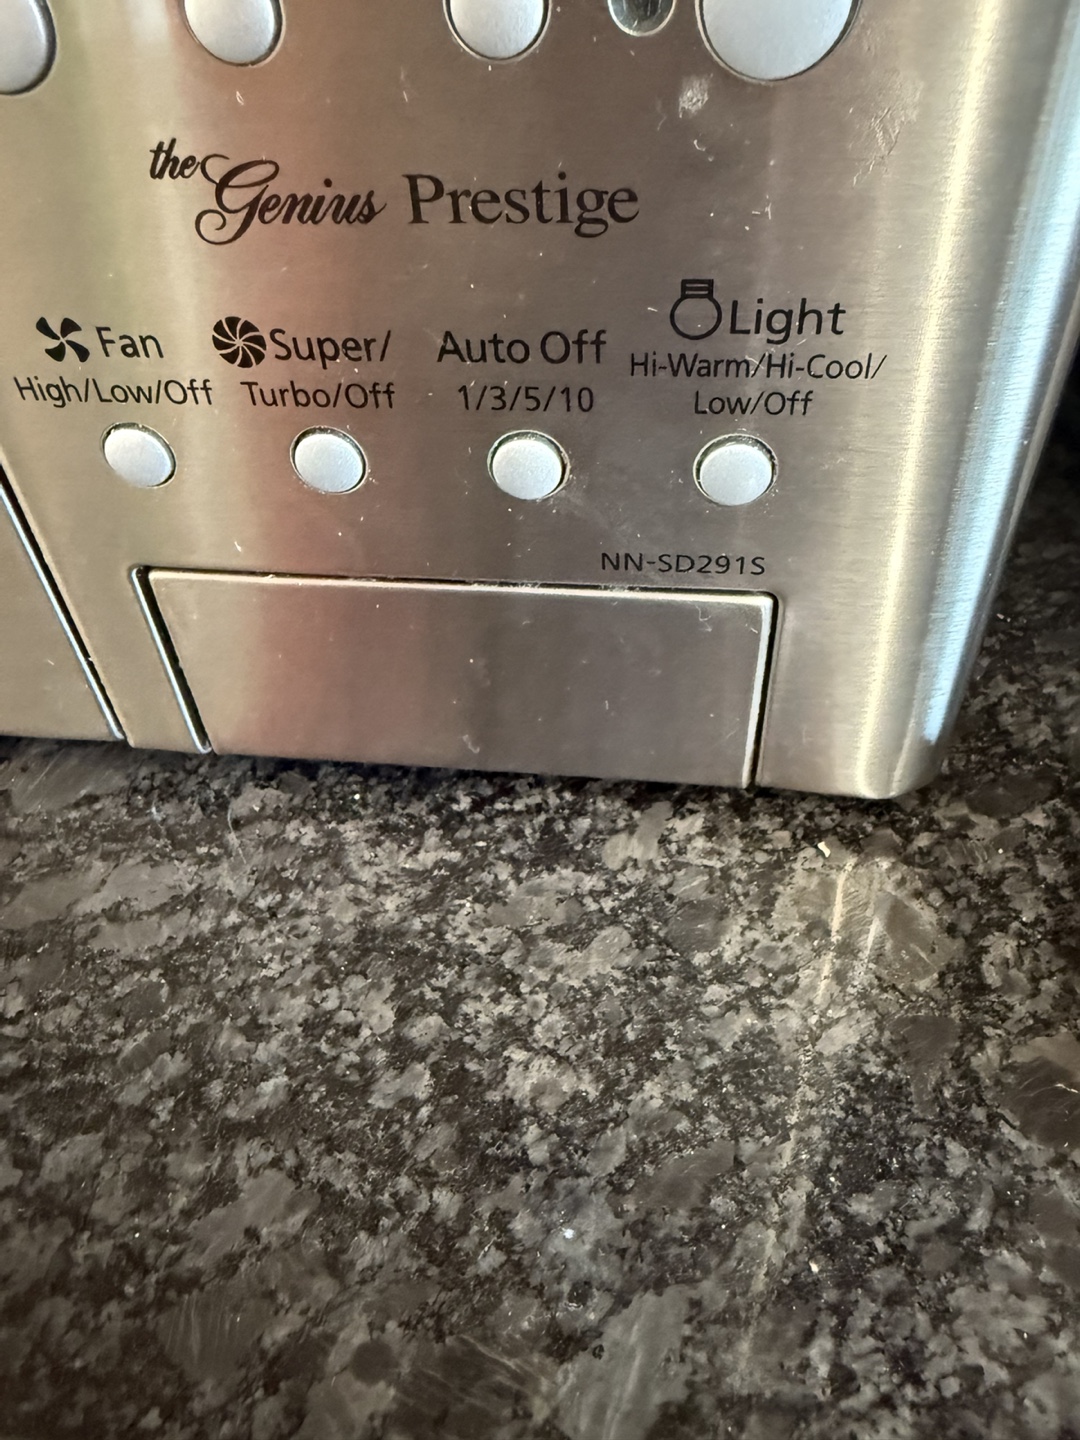 the Genius Prestige
Light
Fan Super/ Auto Off Hi-Warm/Hi-Cool/
High/Low/Off Turbo/Off 1/3/5/10 Low/Off
NN-SD291S